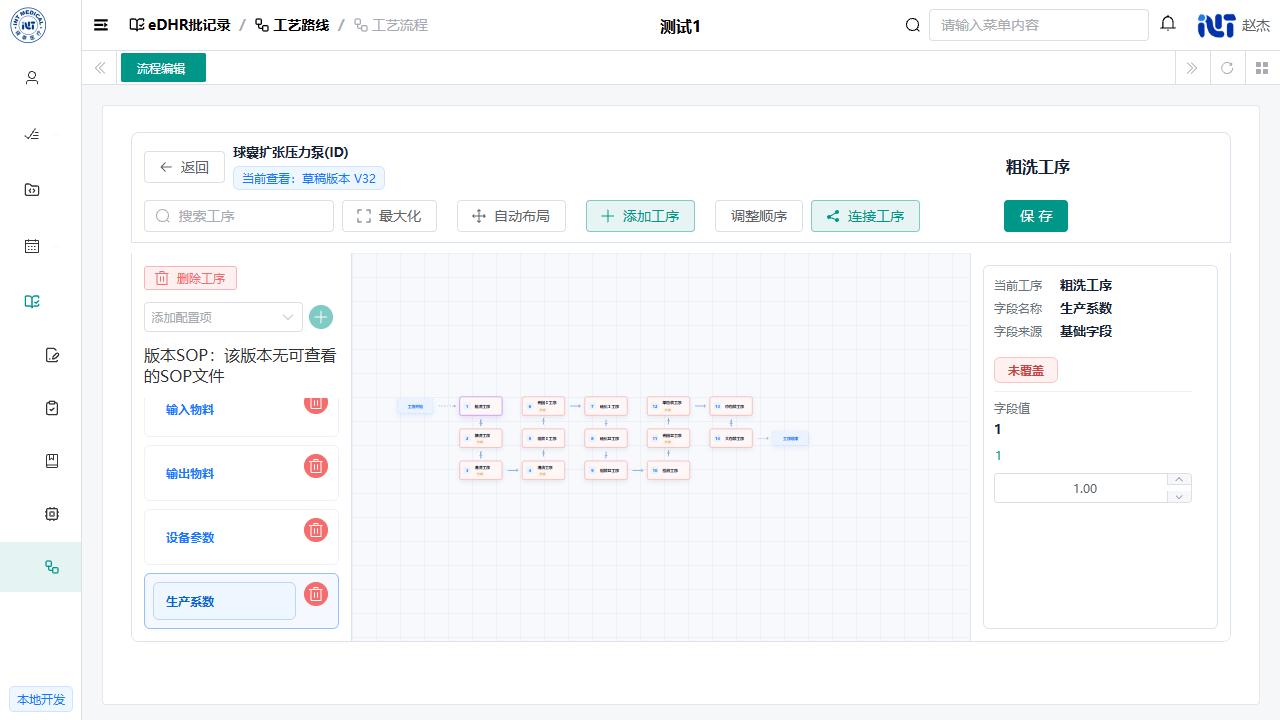 eDHR批记录 / 工艺路线 / 工艺流程
测试1
请输入菜单内容
赵杰
流程编辑
返回
球囊扩张压力泵(ID)
当前查看：草稿版本 V32
粗洗工序
搜索工序
最大化
自动布局
添加工序
调整顺序
连接工序
保 存
删除工序
添加配置项
版本SOP：该版本无可查看
的SOP文件
输入物料
输出物料
设备参数
生产系数
当前工序 粗洗工序
字段名称 生产系数
字段来源 基础字段
未覆盖
字段值
1
1
1.00
本地开发